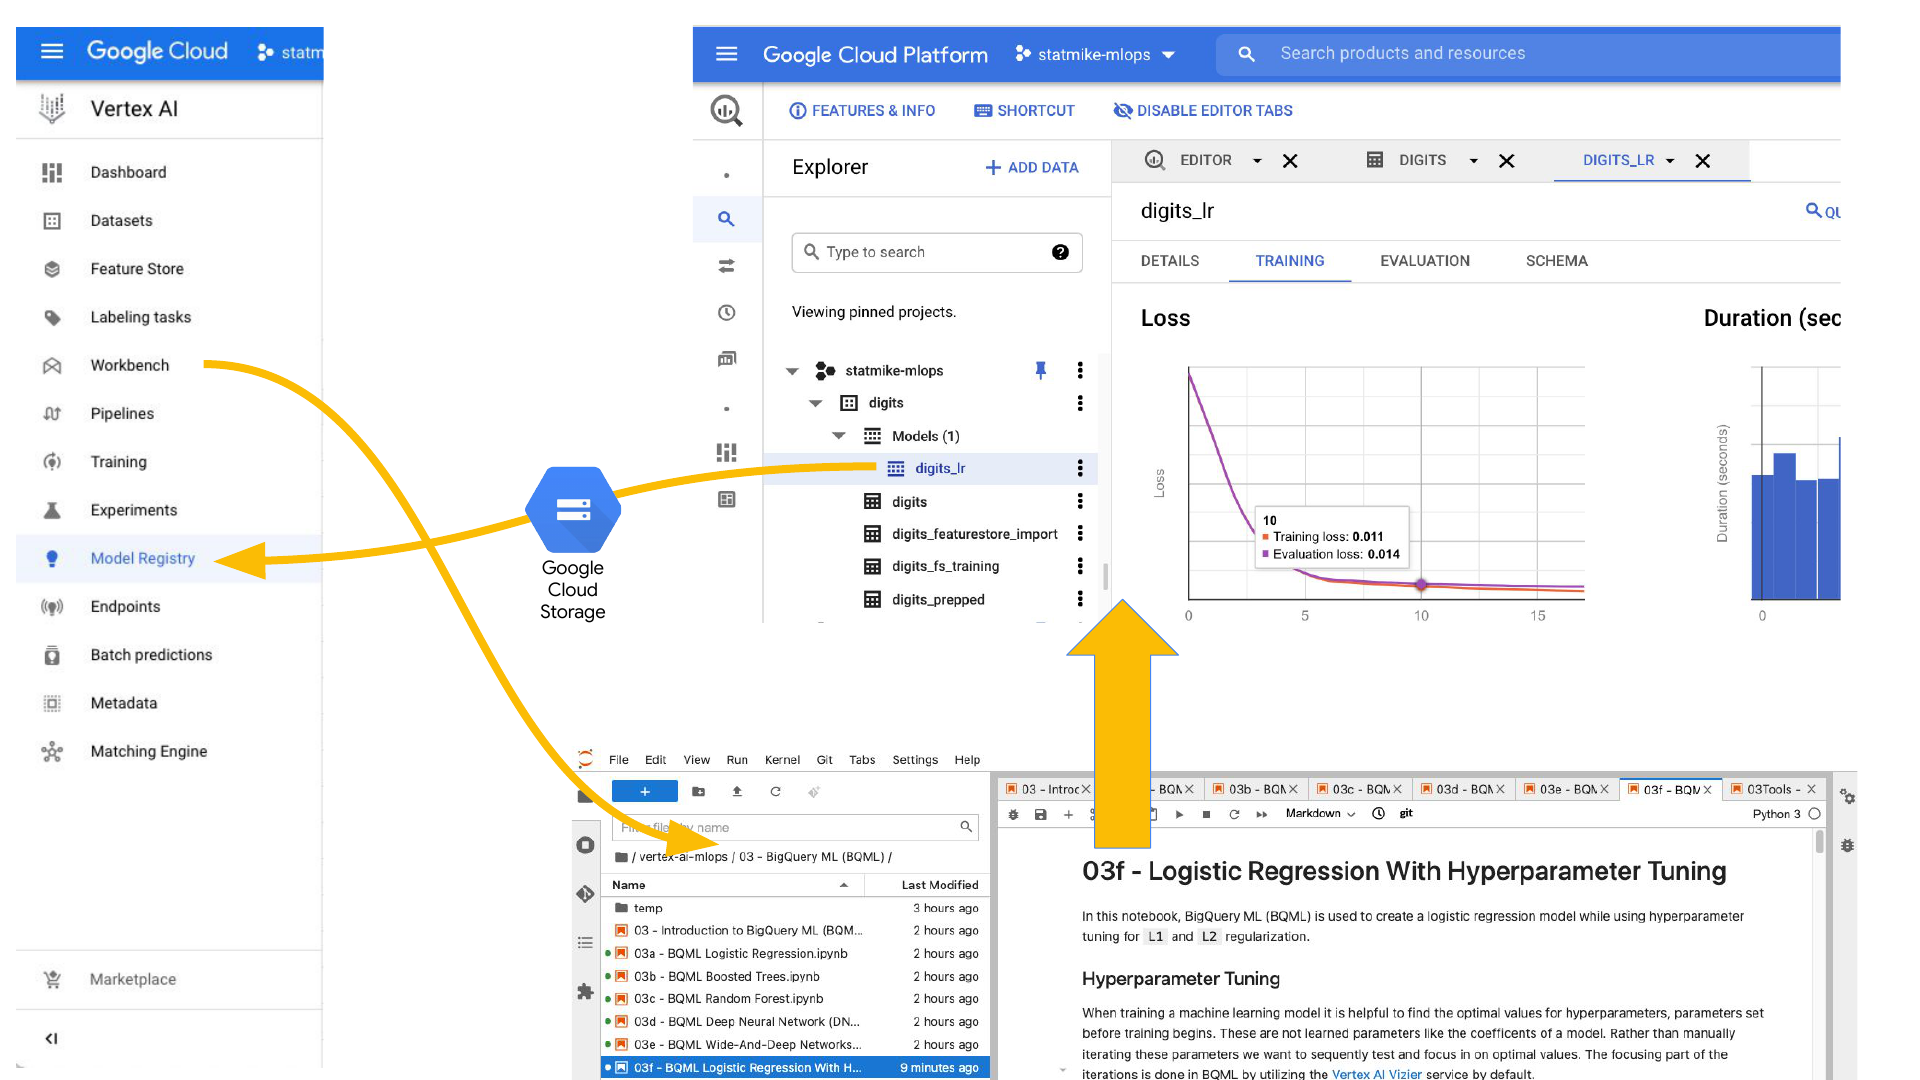 Google Cloud
statm
Vertex AI
Dashboard
Datasets
Feature Store
Labeling tasks
Workbench
Pipelines
Training
Experiments
Model Registry
Endpoints
Batch predictions
Metadata
Matching Engine
Marketplace
Google Cloud Storage
Google Cloud Platform
statmike-mlops
Search products and resources
FEATURES & INFO
SHORTCUT
DISABLE EDITOR TABS
Explorer
+ ADD DATA
Type to search
Viewing pinned projects.
statmike-mlops
digits
Models (1)
digits_lr
digits
digits_featurestore_import
digits_fs_training
digits_prepped
EDITOR
DIGITS
DIGITS_LR
digits_lr
QU
DETAILS
TRAINING
EVALUATION
SCHEMA
Loss
Loss
10
Training loss: 0.011
Evaluation loss: 0.014
0 5 10 15
Duration (sec
Duration (seconds)
0
File Edit View Run Kernel Git Tabs Settings Help
name
/ vertex-ai-mlops / 03 - BigQuery ML (BQML) /
Name Last Modified
temp 3 hours ago
03 - Introduction to BigQuery ML (BQM... 2 hours ago
03a - BQML Logistic Regression.ipynb 2 hours ago
03b - BQML Boosted Trees.ipynb 2 hours ago
03c - BQML Random Forest.ipynb 2 hours ago
03d - BQML Deep Neural Network (DN... 2 hours ago
03e - BQML Wide-And-Deep Networks... 2 hours ago
03f - BQML Logistic Regression With H... 9 minutes ago
03 - Introc
- BQM
03b - BQM
03c - BQM
03d - BQM
03e - BQM
03f - BQM
03Tools -
Markdown
git
Python 3
03f - Logistic Regression With Hyperparameter Tuning
In this notebook, BigQuery ML (BQML) is used to create a logistic regression model while using hyperparameter
tuning for L1 and L2 regularization.
Hyperparameter Tuning
When training a machine learning model it is helpful to find the optimal values for hyperparameters, parameters set
before training begins. These are not learned parameters like the coefficents of a model. Rather than manually
iterating these parameters we want to sequently test and focus in on optimal values. The focusing part of the
iterations is done in BQML by utilizing the Vertex AI Vizier service by default.